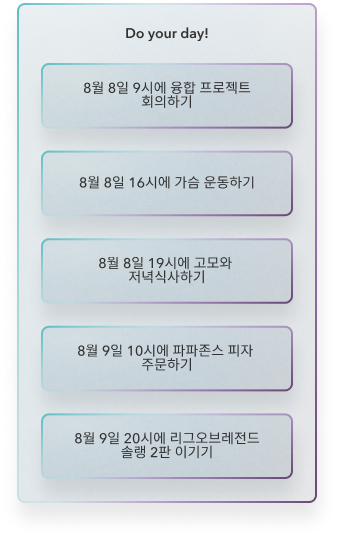 Do your day!
8월 8일 9시에 융합 프로젝트
회의하기
8월 8일 16시에 가슴 운동하기
8월 8일 19시에 고모와
저녁식사하기
8월 9일 10시에 파파존스 피자
주문하기
8월 9일 20시에 리그오브레전드
솔랭 2판 이기기